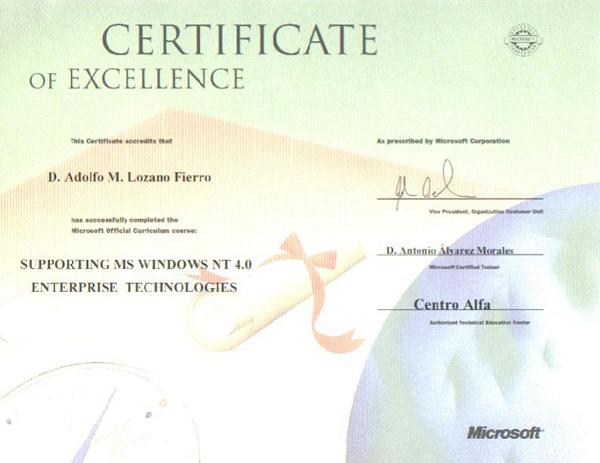 CERTIFICATE
OF EXCELLENCE
MICROSOFT
This Certificate accredits that
D. Adolfo M. Lozano Fierro
has successfully completed the
Microsoft Official Curriculum course:
SUPPORTING MS WINDOWS NT 4.0
ENTERPRISE TECHNOLOGIES
As prescribed by Microsoft Corporation
Vice President, Organization Customer Unit
D. Antonio Álvarez Morales
Microsoft Certified Trainer
Centro Alfa
Authorized Technical Education Center
Microsoft